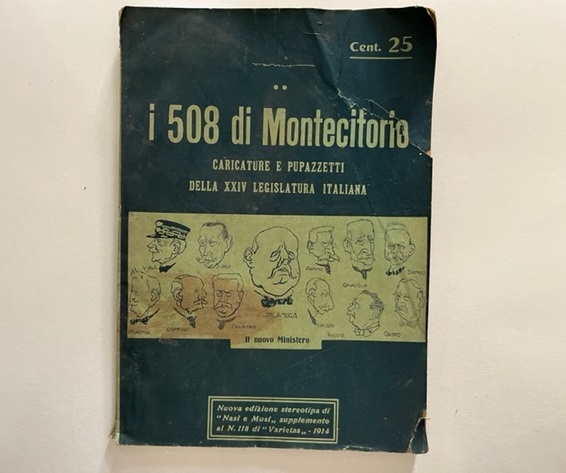 Cent. 25
i 508 di Montecitorio
CARICATURE E PUPAZZETTI
DELLA XXIV LEGISLATURA ITALIANA
SALANDRA
Il nuovo Ministero
Nuova edizione stereotipa di
"Nasi e Musi„ supplemento
al N. 118 di "Varietas„ - 1914